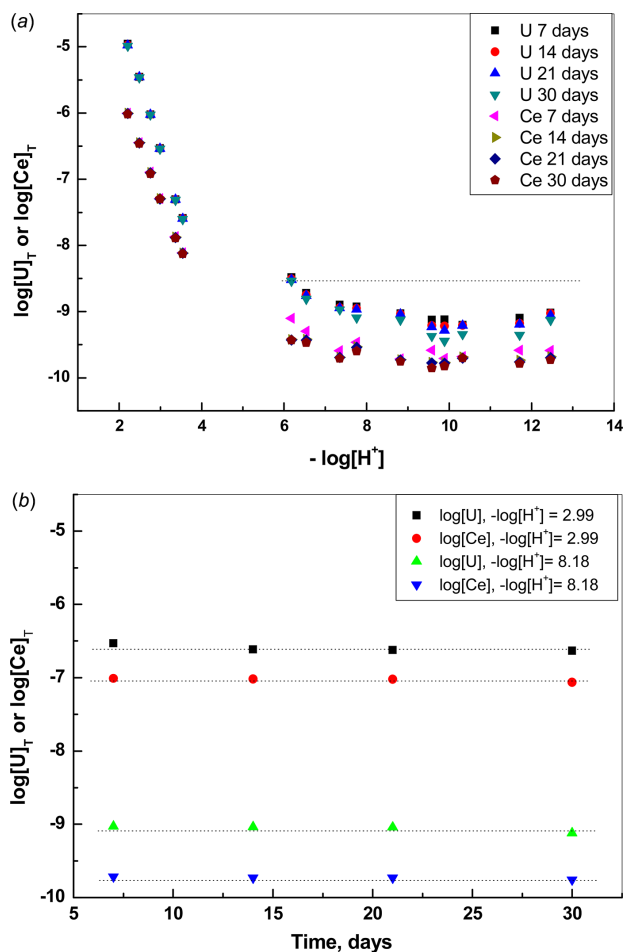 (a)
log[U]T or log[Ce]T
-5
-6
-7
-8
-9
-10
U 7 days
U 14 days
U 21 days
U 30 days
Ce 7 days
Ce 14 days
Ce 21 days
Ce 30 days
0 2 4 6 8 10 12 14
- log[H+]
(b)
log[U]T or log[Ce]T
-5
-6
-7
-8
-9
-10
log[U], -log[H+] = 2.99
log[Ce], -log[H+]= 2.99
log[U], -log[H+]= 8.18
log[Ce], -log[H+]= 8.18
5 10 15 20 25 30
Time, days